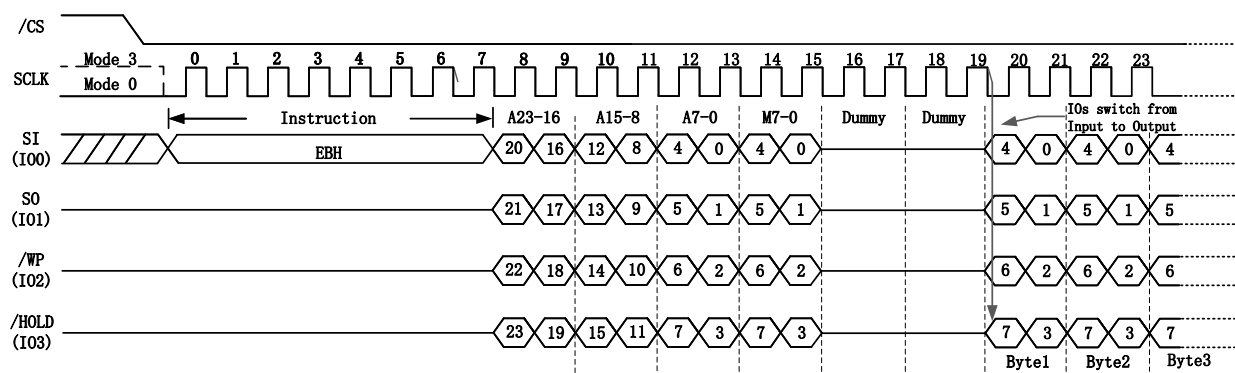 /CS
Mode 3 0 1 2 3 4 5 6 7 8 9 10 11 12 13 14 15 16 17 18 19 20 21 22 23
SCLK
Mode 0
Instruction A23-16 A15-8 A7-0 M7-0 Dummy Dummy IOs switch from
Input to Output
SI
(IO0) EBH 20 16 12 8 4 0 4 0 4 0 4 0 4
SO
(IO1) 21 17 13 9 5 1 5 1 5 1 5 1 5
/WP
(IO2) 22 18 14 10 6 2 6 2 6 2 6 2 6
/HOLD
(IO3) 23 19 15 11 7 3 7 3 7 3 7 3 7
Byte1 Byte2 Byte3